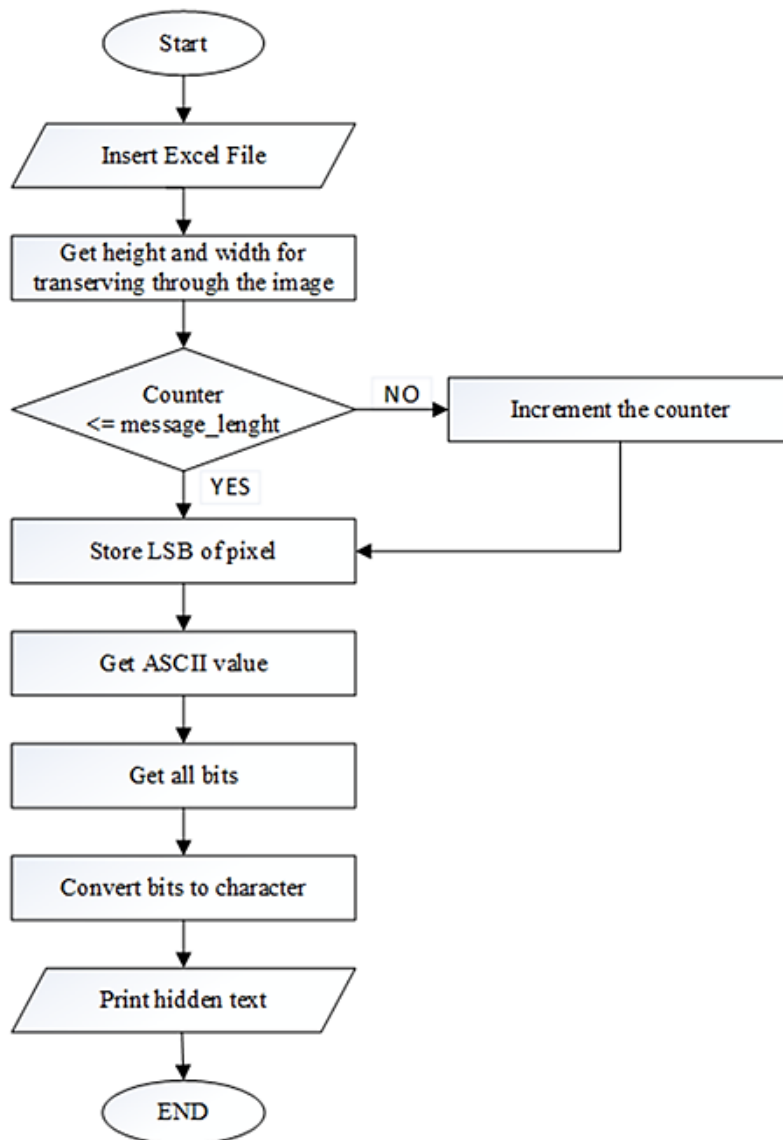 Start
Insert Excel File
Get height and width for
transerving through the image
Counter
<= message_lenght
NO
Increment the counter
YES
Store LSB of pixel
Get ASCII value
Get all bits
Convert bits to character
Print hidden text
END